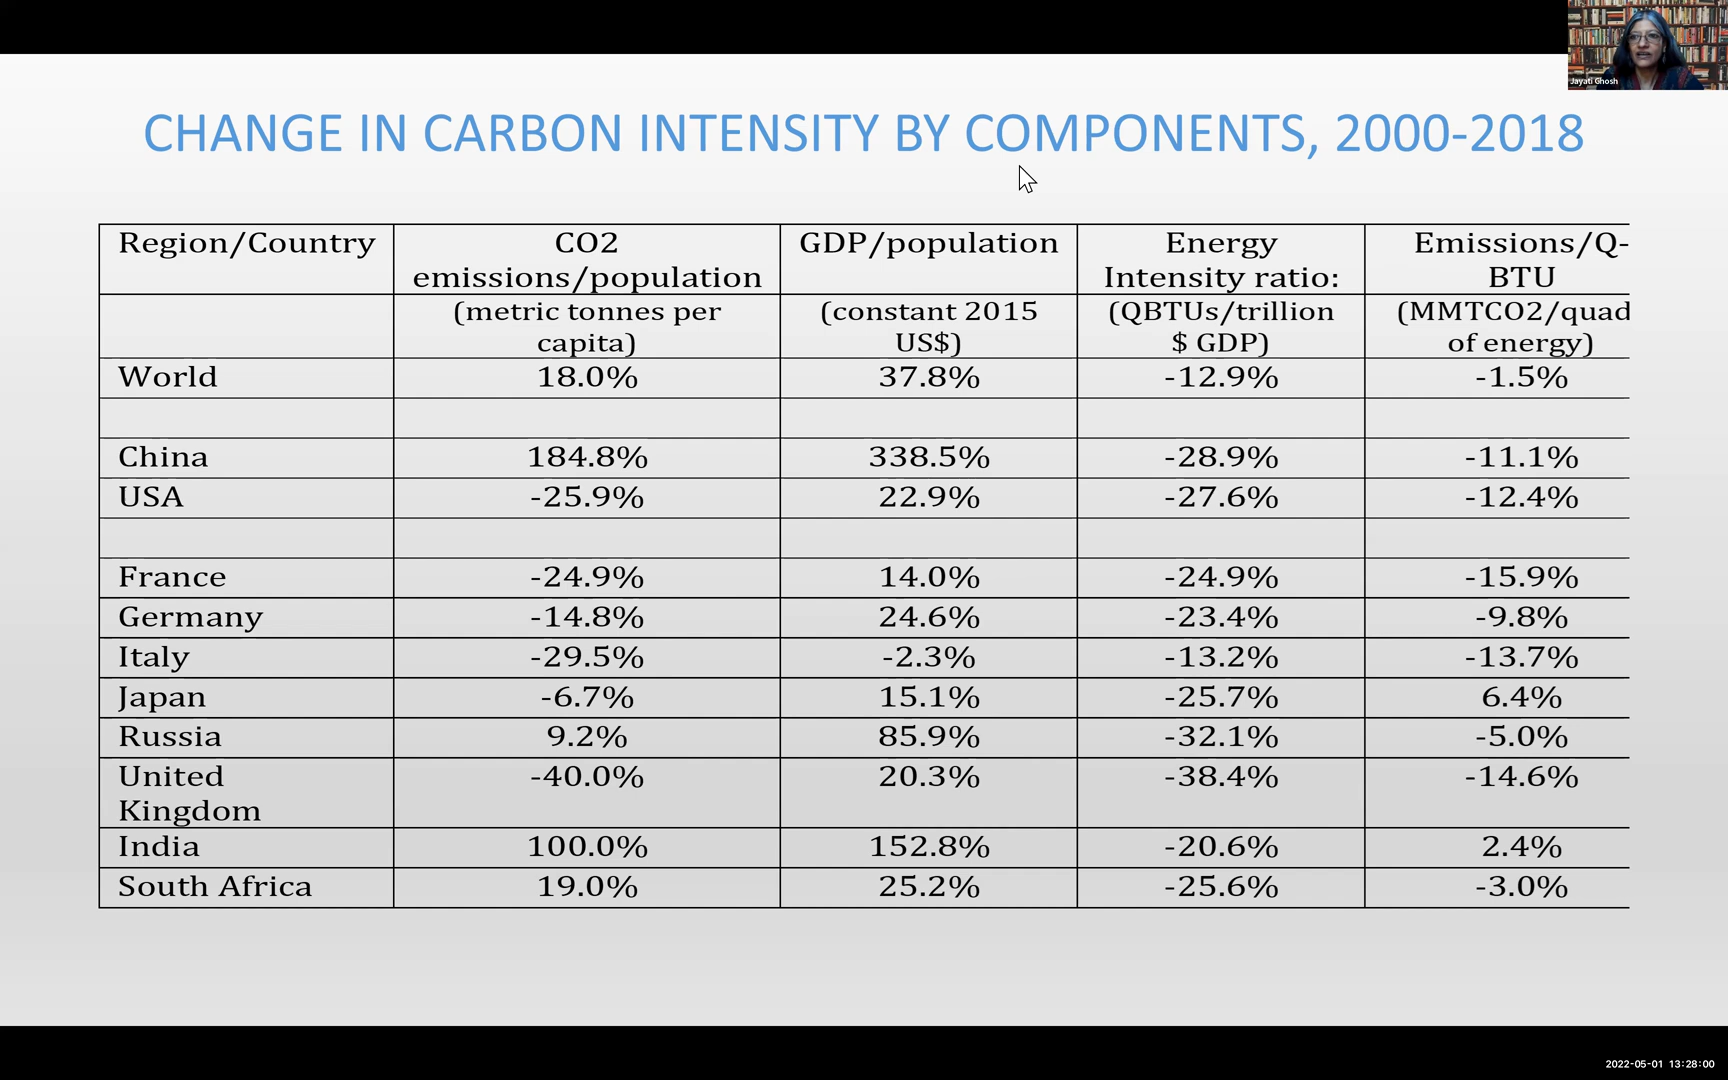 Jayati Ghosh
CHANGE IN CARBON INTENSITY BY COMPONENTS, 2000-2018
Region/Country CO2 emissions/population GDP/population Energy Intensity ratio: Emissions/Q-BTU
(metric tonnes per capita) (constant 2015 US$) (QBTUs/trillion $ GDP) (MMTCO2/quad of energy)
World 18.0% 37.8% -12.9% -1.5%
China 184.8% 338.5% -28.9% -11.1%
USA -25.9% 22.9% -27.6% -12.4%
France -24.9% 14.0% -24.9% -15.9%
Germany -14.8% 24.6% -23.4% -9.8%
Italy -29.5% -2.3% -13.2% -13.7%
Japan -6.7% 15.1% -25.7% 6.4%
Russia 9.2% 85.9% -32.1% -5.0%
United Kingdom -40.0% 20.3% -38.4% -14.6%
India 100.0% 152.8% -20.6% 2.4%
South Africa 19.0% 25.2% -25.6% -3.0%
2022-05-01 13:28:00